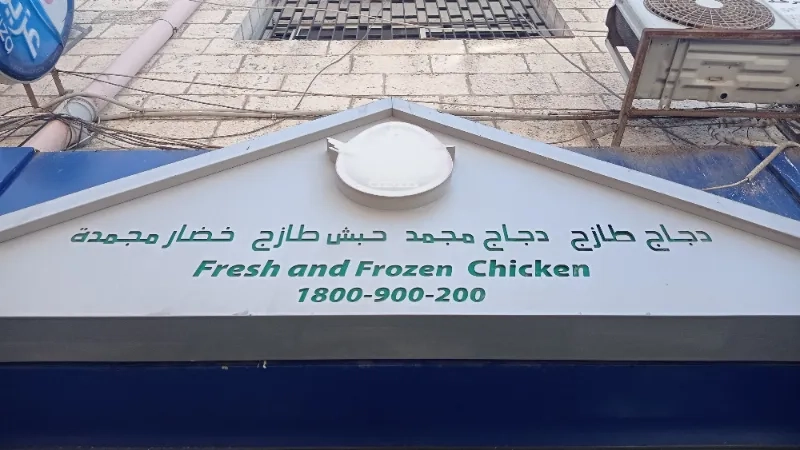 دجاج طازج دجاج مجمد حبش طازج خضار مجمدة
Fresh and Frozen Chicken
1800-900-200